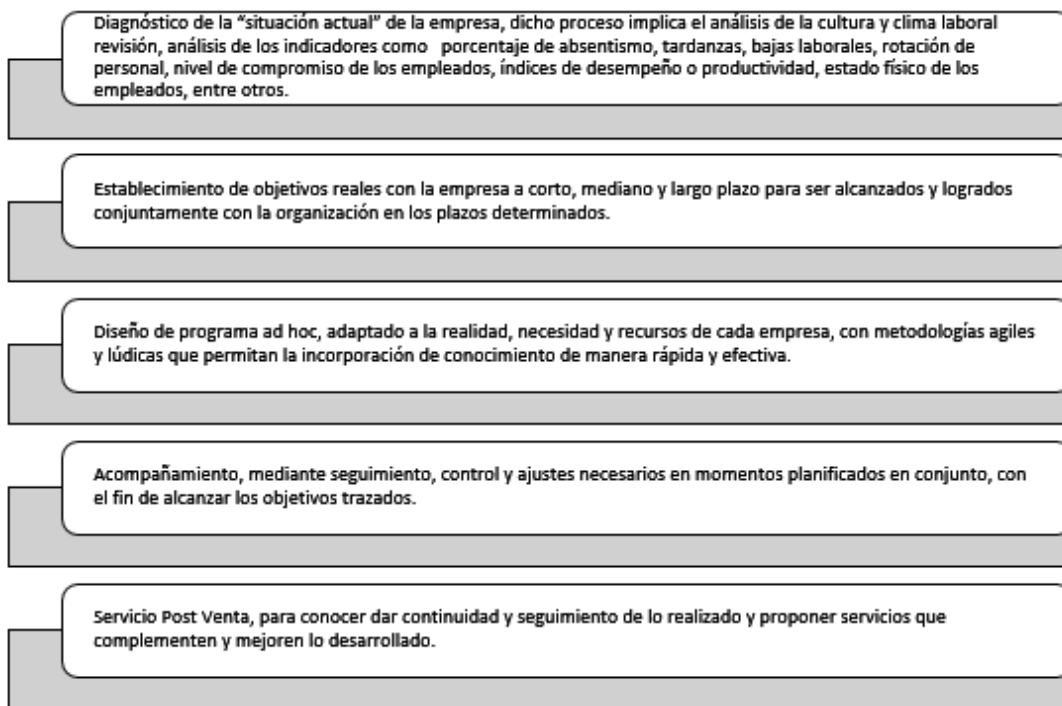 Diagnóstico de la “situación actual” de la empresa, dicho proceso implica el análisis de la cultura y clima laboral
revisión, análisis de los indicadores como porcentaje de absentismo, tardanzas, bajas laborales, rotación de
personal, nivel de compromiso de los empleados, índices de desempeño o productividad, estado físico de los
empleados, entre otros.
Establecimiento de objetivos reales con la empresa a corto, mediano y largo plazo para ser alcanzados y logrados
conjuntamente con la organización en los plazos determinados.
Diseño de programa ad hoc, adaptado a la realidad, necesidad y recursos de cada empresa, con metodologías agiles
y lúdicas que permitan la incorporación de conocimiento de manera rápida y efectiva.
Acompañamiento, mediante seguimiento, control y ajustes necesarios en momentos planificados en conjunto, con
el fin de alcanzar los objetivos trazados.
Servicio Post Venta, para conocer dar continuidad y seguimiento de lo realizado y proponer servicios que
complementen y mejoren lo desarrollado.